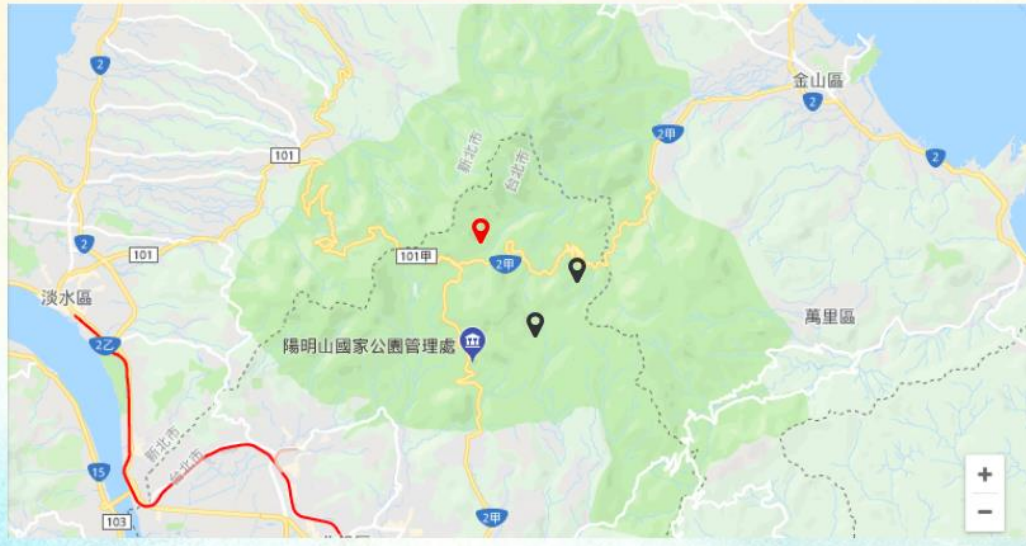 2
金山區
2
2甲
2
101
新北市
台北市
2
101
101甲
2甲
淡水區
萬里區
2乙
陽明山國家公園管理處
新北市
台北市
15
103
2甲
+
−